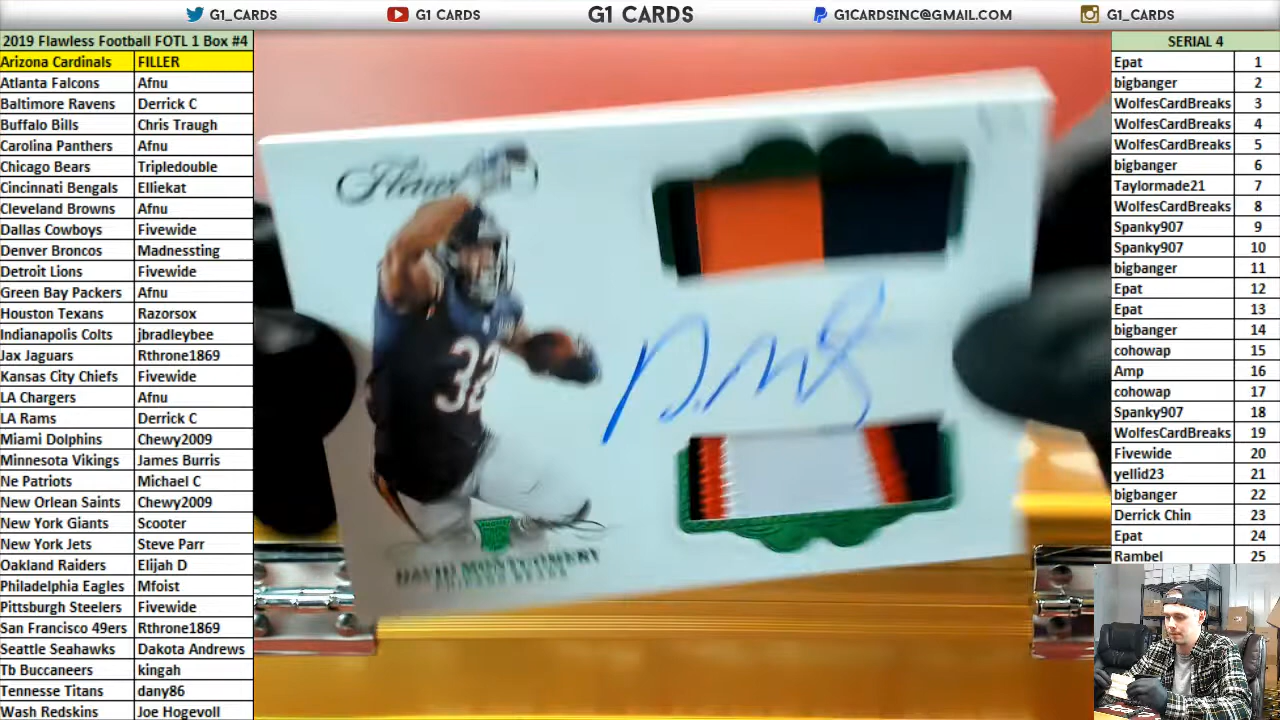 G1_CARDS
G1 CARDS
G1 CARDS
G1CARDSINC@GMAIL.COM
G1_CARDS
2019 Flawless Football FOTL 1 Box #4
Arizona Cardinals FILLER
Atlanta Falcons Afnu
Baltimore Ravens Derrick C
Buffalo Bills Chris Traugh
Carolina Panthers Afnu
Chicago Bears Tripledouble
Cincinnati Bengals Elliekat
Cleveland Browns Afnu
Dallas Cowboys Fivewide
Denver Broncos Madnessting
Detroit Lions Fivewide
Green Bay Packers Afnu
Houston Texans Razorsox
Indianapolis Colts jbradleybee
Jax Jaguars Rthrone1869
Kansas City Chiefs Fivewide
LA Chargers Afnu
LA Rams Derrick C
Miami Dolphins Chewy2009
Minnesota Vikings James Burris
Ne Patriots Michael C
New Orlean Saints Chewy2009
New York Giants Scooter
New York Jets Steve Parr
Oakland Raiders Elijah D
Philadelphia Eagles Mfoist
Pittsburgh Steelers Fivewide
San Francisco 49ers Rthrone1869
Seattle Seahawks Dakota Andrews
Tb Buccaneers kingah
Tennesse Titans dany86
Wash Redskins Joe Hogevoll
32
DAVID MONTGOMERY
SERIAL 4
Epat 1
bigbanger 2
WolfesCardBreaks 3
WolfesCardBreaks 4
WolfesCardBreaks 5
bigbanger 6
Taylormade21 7
WolfesCardBreaks 8
Spanky907 9
Spanky907 10
bigbanger 11
Epat 12
Epat 13
bigbanger 14
cohowap 15
Amp 16
cohowap 17
Spanky907 18
WolfesCardBreaks 19
Fivewide 20
yellid23 21
bigbanger 22
Derrick Chin 23
Epat 24
Rambel 25